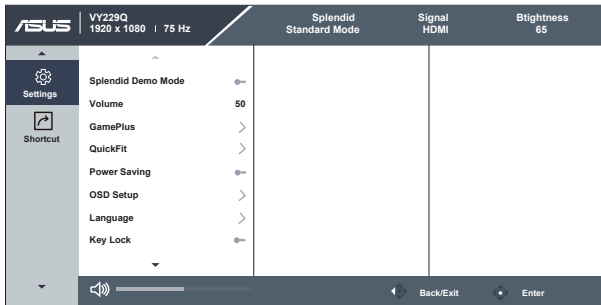 ASUS
VY229Q
1920 x 1080 | 75 Hz
Splendid
Standard Mode
Signal
HDMI
Btightness
65
Settings
Shortcut
Splendid Demo Mode
Volume 50
GamePlus
QuickFit
Power Saving
OSD Setup
Language
Key Lock
Back/Exit
Enter